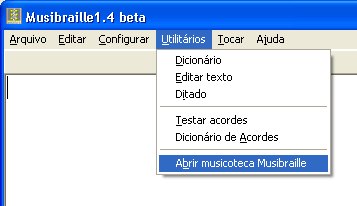 Musibraille1.4 beta
Arquivo Editar Configurar Utilitários Tocar Ajuda
Dicionário
Editar texto
Ditado
Testar acordes
Dicionário de Acordes
Abrir musicoteca Musibraille